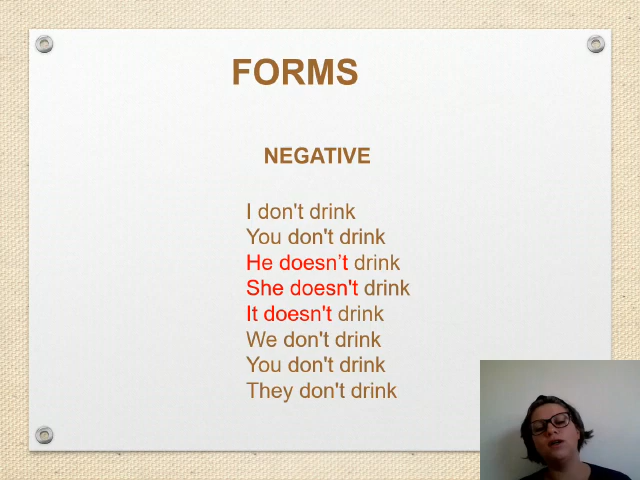 FORMS
NEGATIVE
I don't drink
You don't drink
He doesn’t drink
She doesn't drink
It doesn't drink
We don't drink
You don't drink
They don't drink